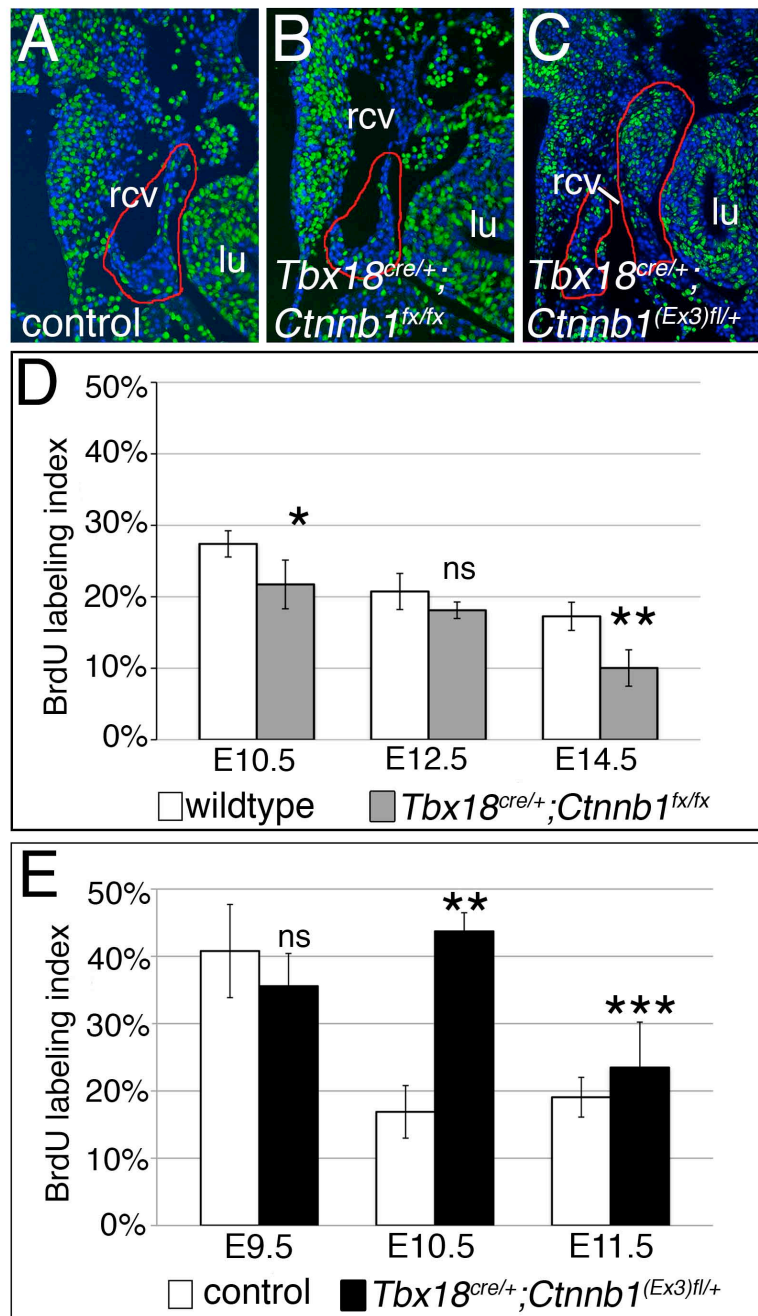 A
rcv
lu
control
B
rcv
lu
Tbx18cre/+;
Ctnnb1fx/fx
C
rcv
lu
Tbx18cre/+;
Ctnnb1(Ex3)fl/+
D
BrdU labeling index
50%
40%
30%
20%
10%
0%
*
ns
**
E10.5 E12.5 E14.5
wildtype Tbx18cre/+;Ctnnb1fx/fx
E
BrdU labeling index
50%
40%
30%
20%
10%
0%
ns
**
***
E9.5 E10.5 E11.5
control Tbx18cre/+;Ctnnb1(Ex3)fl/+